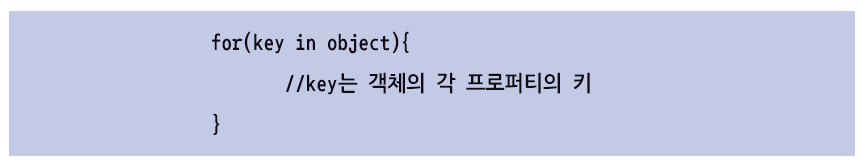 for(key in object){
//key는 객체의 각 프로퍼티의 키
}